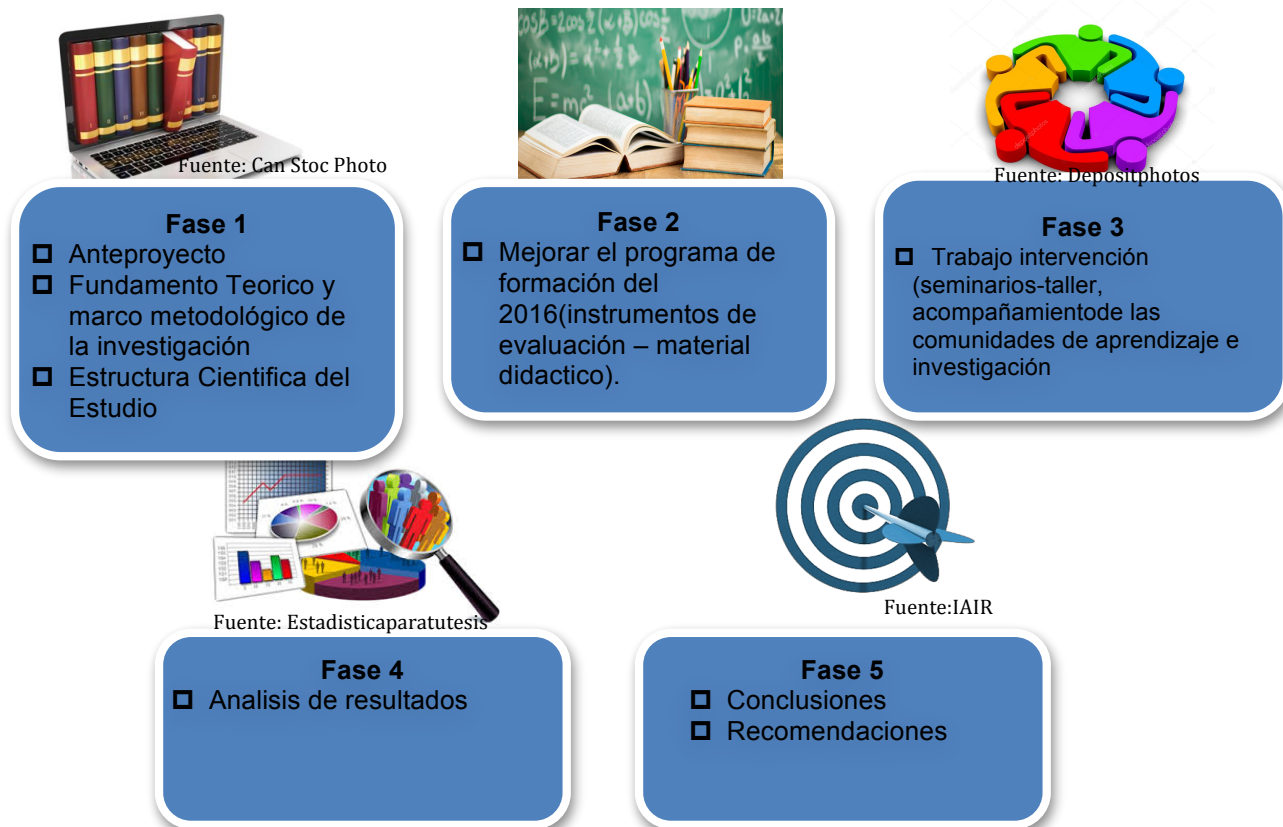 Fuente: Can Stoc Photo
Fase 1
Anteproyecto
Fundamento Teorico y
marco metodológico de
la investigación
Estructura Cientifica del
Estudio
Fase 2
Mejorar el programa de
formación del
2016(instrumentos de
evaluación – material
didactico).
Fuente: Depositphotos
Fase 3
Trabajo intervención
(seminarios-taller,
acompañamientode las
comunidades de aprendizaje e
investigación
Fuente: Estadisticaparatutesis
Fase 4
Analisis de resultados
Fuente:IAIR
Fase 5
Conclusiones
Recomendaciones